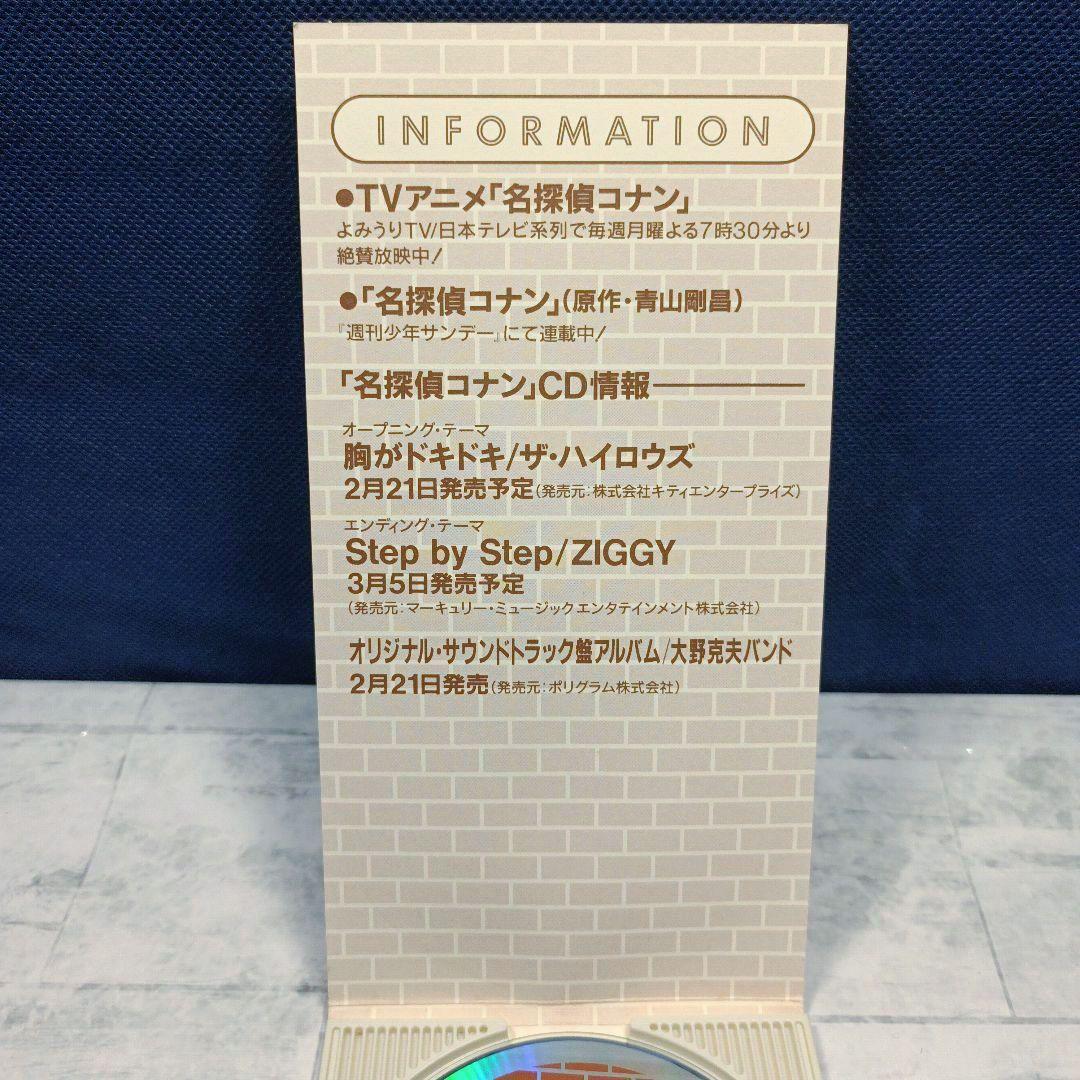 INFORMATION
●TVアニメ「名探偵コナン」
よみうりTV/日本テレビ系列で毎週月曜よる7時30分より
絶賛放映中!
●「名探偵コナン」(原作・青山剛昌)
『週刊少年サンデー』にて連載中!
「名探偵コナン」CD情報
オープニング・テーマ
胸がドキドキ/ザ・ハイロウズ
2月21日発売予定(発売元:株式会社キティエンタープライズ)
エンディング・テーマ
Step by Step/ZIGGY
3月5日発売予定
(発売元:マーキュリー・ミュージックエンタテインメント株式会社)
オリジナル・サウンドトラック盤アルバム/大野克夫バンド
2月21日発売(発売元:ポリグラム株式会社)